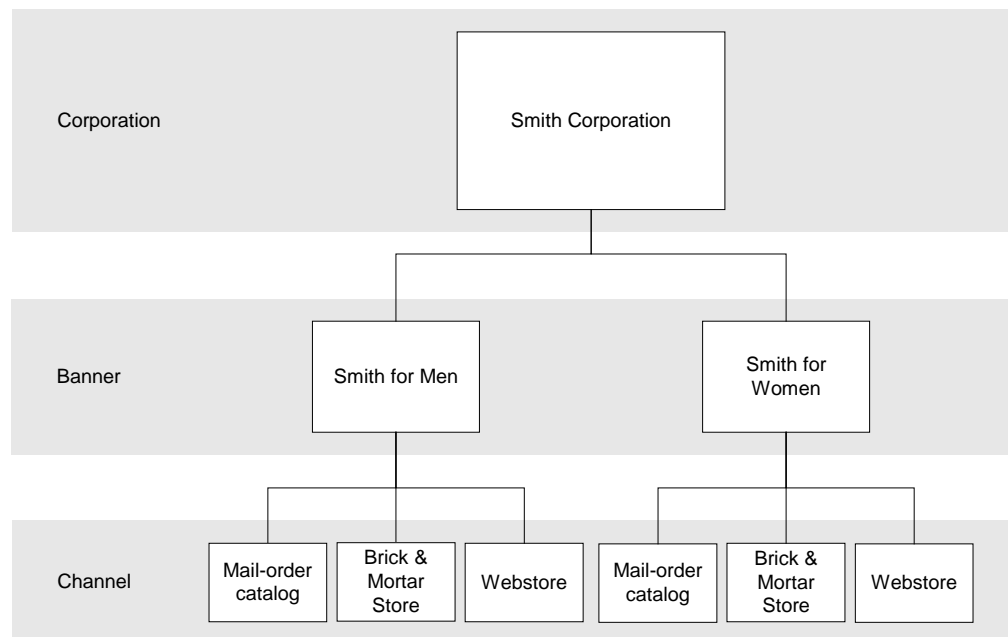 Corporation
Smith Corporation
Banner
Smith for Men
Smith for
Women
Channel
Mail-order
catalog
Brick &
Mortar
Store
Webstore
Mail-order
catalog
Brick &
Mortar
Store
Webstore